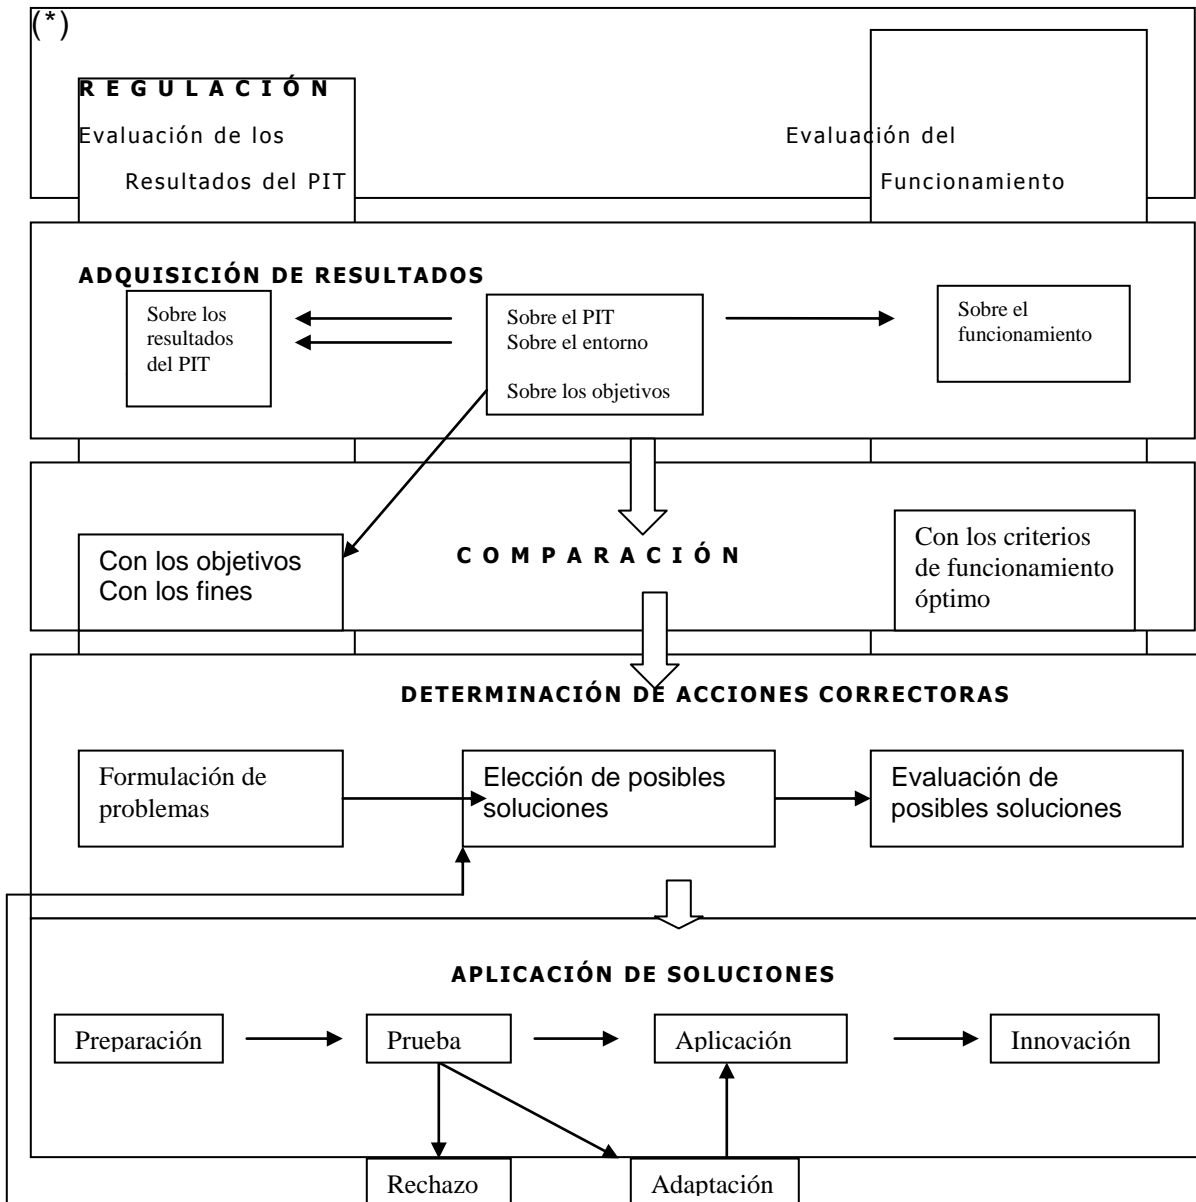 (*)
R E G U L A C I Ó N
Evaluación de los
Resultados del PIT
Evaluación del
Funcionamiento
ADQUISICIÓN DE RESULTADOS
Sobre los
resultados
del PIT
Sobre el PIT
Sobre el entorno
Sobre los objetivos
Sobre el
funcionamiento
Con los objetivos
Con los fines
C O M P A R A C I Ó N
Con los criterios
de funcionamiento
óptimo
DETERMINACIÓN DE ACCIONES CORRECTORAS
Formulación de
problemas
Elección de posibles
soluciones
Evaluación de
posibles soluciones
APLICACIÓN DE SOLUCIONES
Preparación
Prueba
Aplicación
Innovación
Rechazo
Adaptación